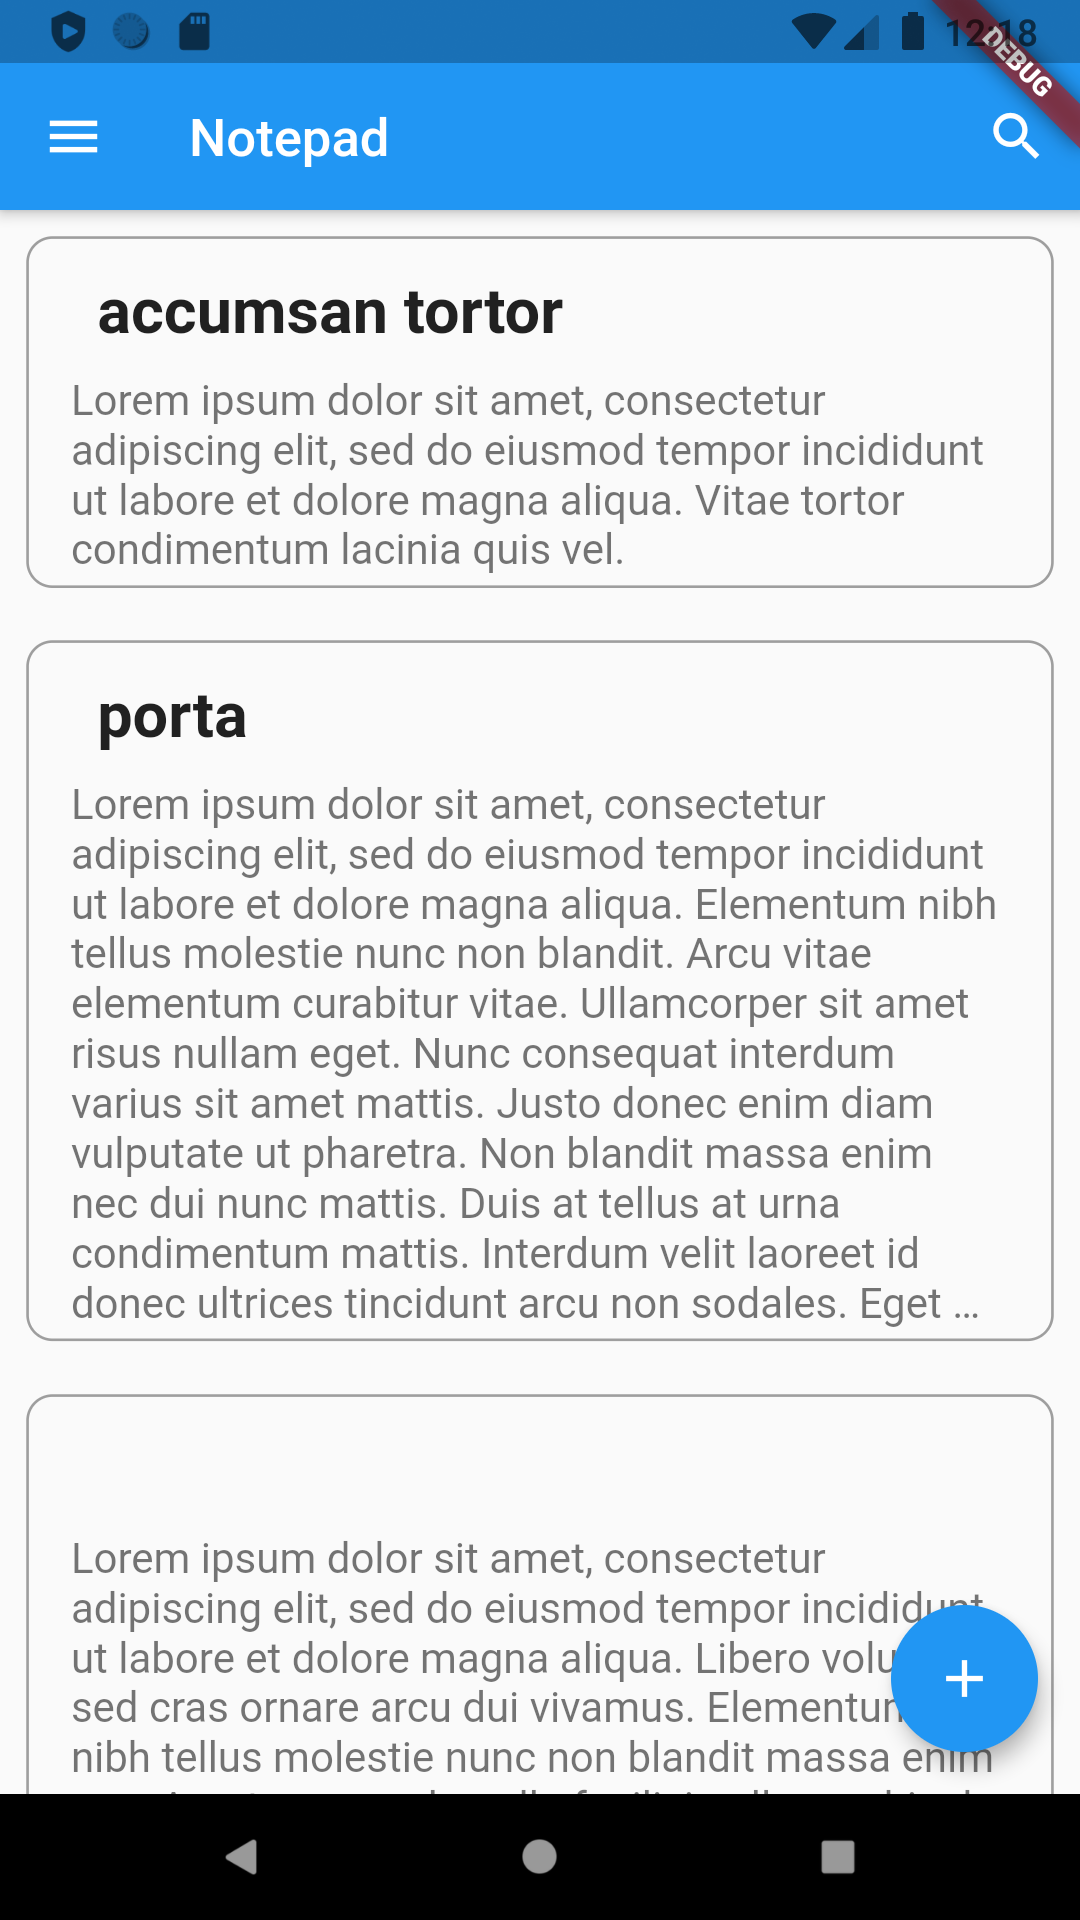 12:18
DEBUG
Notepad
accumsan tortor
Lorem ipsum dolor sit amet, consectetur
adipiscing elit, sed do eiusmod tempor incididunt
ut labore et dolore magna aliqua. Vitae tortor
condimentum lacinia quis vel.
porta
Lorem ipsum dolor sit amet, consectetur
adipiscing elit, sed do eiusmod tempor incididunt
ut labore et dolore magna aliqua. Elementum nibh
tellus molestie nunc non blandit. Arcu vitae
elementum curabitur vitae. Ullamcorper sit amet
risus nullam eget. Nunc consequat interdum
varius sit amet mattis. Justo donec enim diam
vulputate ut pharetra. Non blandit massa enim
nec dui nunc mattis. Duis at tellus at urna
condimentum mattis. Interdum velit laoreet id
donec ultrices tincidunt arcu non sodales. Eget …
Lorem ipsum dolor sit amet, consectetur
adipiscing elit, sed do eiusmod tempor incididunt
ut labore et dolore magna aliqua. Libero
sed cras ornare arcu dui vivamus.
nibh tellus molestie nunc non blandit massa enim